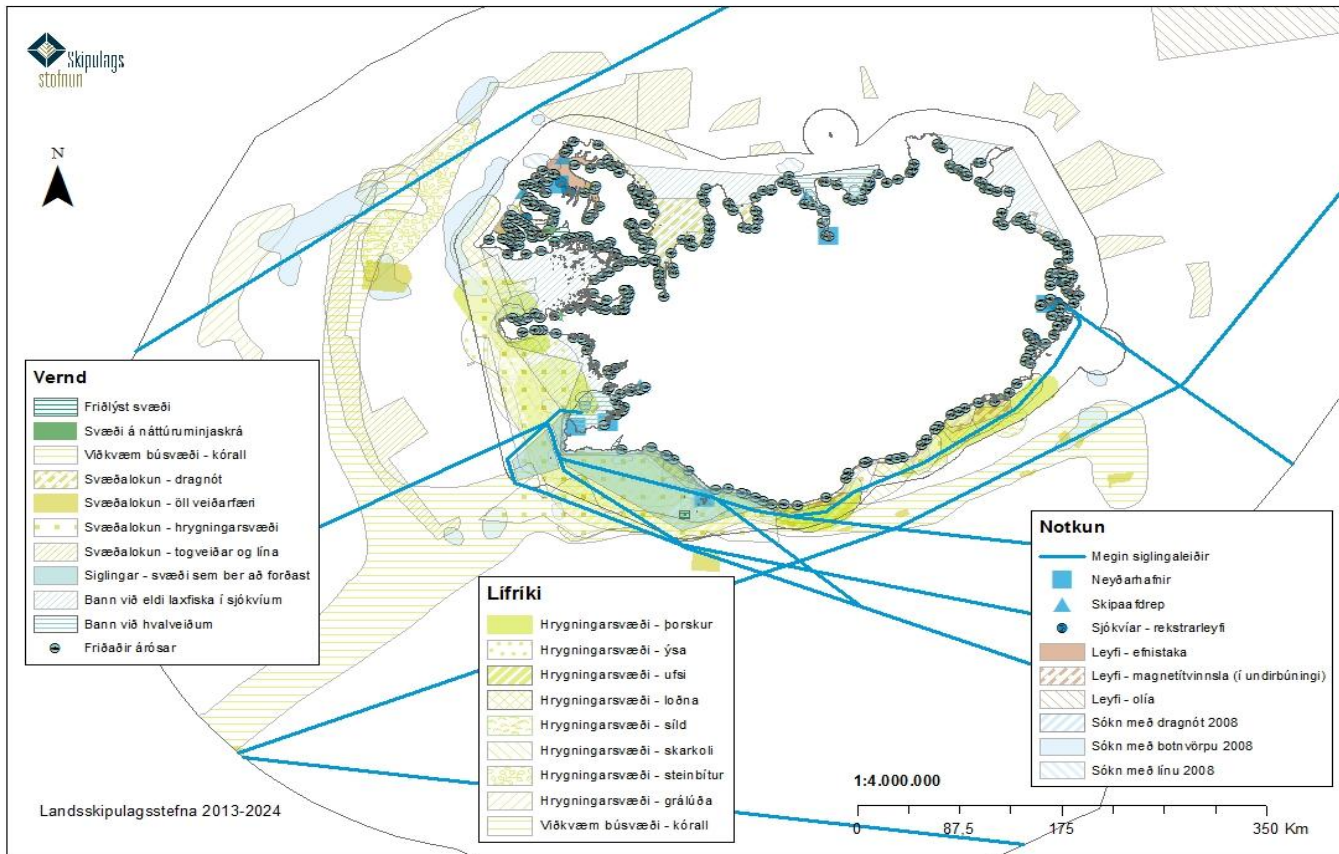 Skipulags
stofnun
N
Vernd
Friðlýst svæði
Svæði á náttúruminjaskrá
Viðkvæm búsvæði - kórall
Svæðalokun - dragnót
Svæðalokun - öll veiðarfæri
Svæðalokun - hrygningarsvæði
Svæðalokun - togveiðar og lína
Siglingar - svæði sem ber að forðast
Bann við eldi laxfiska í sjókvíum
Bann við hvalveiðum
Friðaðir árósar
Lífríki
Hrygningarsvæði - þorskur
Hrygningarsvæði - ýsa
Hrygningarsvæði - ufsi
Hrygningarsvæði - loðna
Hrygningarsvæði - síld
Hrygningarsvæði - skarkoli
Hrygningarsvæði - steinbítur
Hrygningarsvæði - grálúða
Viðkvæm búsvæði - kórall
Notkun
Megin siglingaleiðir
Neyðarhafnir
Skipaafdrep
Sjókvíar - rekstrarleyfi
Leyfi - efnistaka
Leyfi - magnetítvinnsla (í undirbúningi)
Leyfi - olía
Sókn með dragnót 2008
Sókn með botnvörpu 2008
Sókn með línu 2008
Landsskipulagsstefna 2013-2024
1:4.000.000
0 87,5 175 350 Km